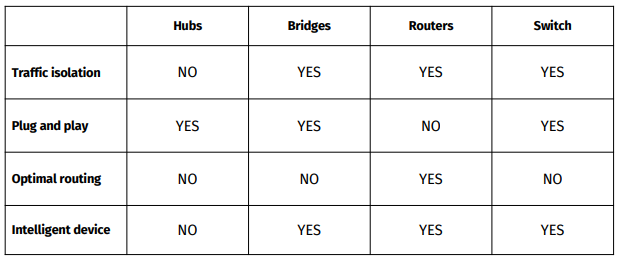 Hubs Bridges Routers Switch
Traffic isolation NO YES YES YES
Plug and play YES YES NO YES
Optimal routing NO NO YES NO
Intelligent device NO YES YES YES